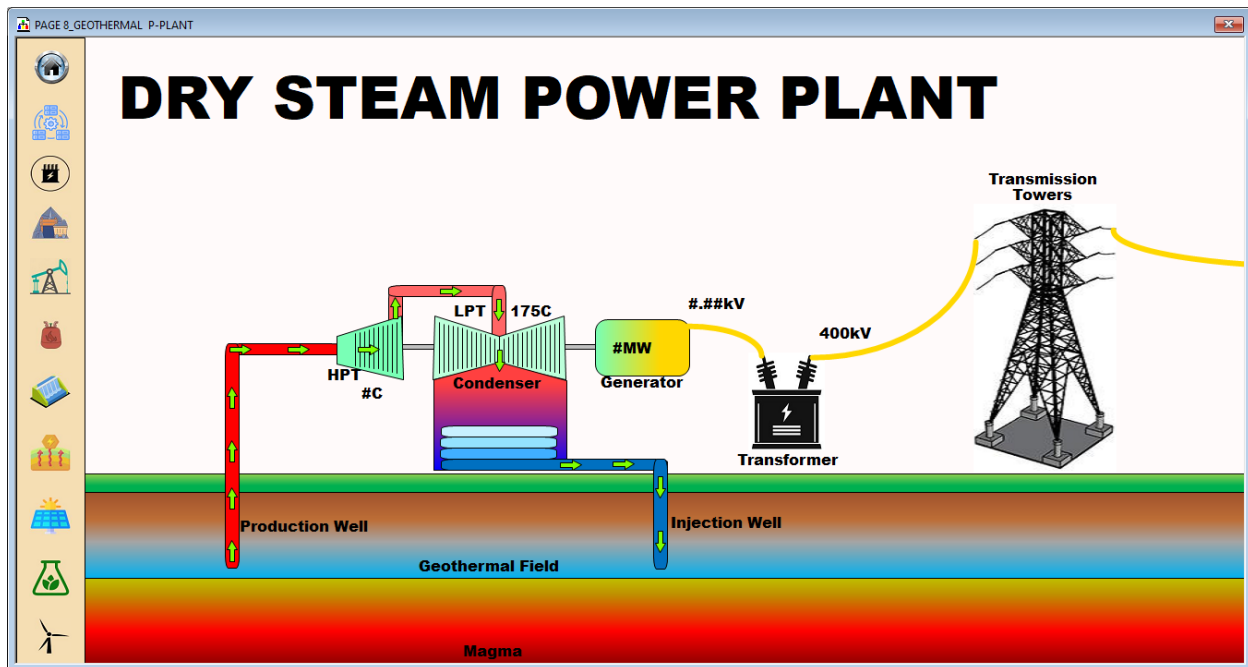 PAGE 8_GEOTHERMAL P-PLANT
DRY STEAM POWER PLANT
Transmission
Towers
LPT
175C
#.##kV
400kV
#MW
HPT
#C
Condenser
Generator
Transformer
Production Well
Injection Well
Geothermal Field
Magma